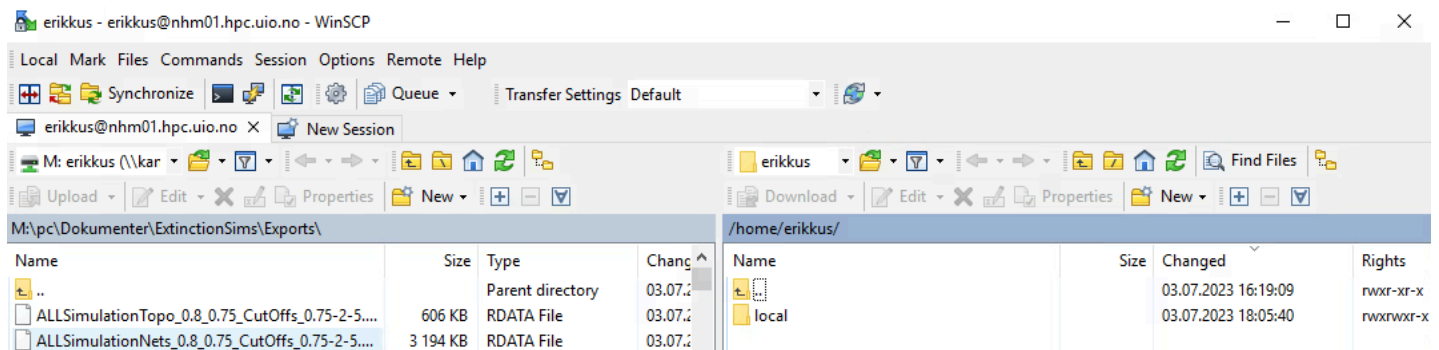 erikkus - erikkus@nhm01.hpc.uio.no - WinSCP
Local Mark Files Commands Session Options Remote Help
Synchronize Queue Transfer Settings Default
erikkus@nhm01.hpc.uio.no New Session
M: erikkus (\\kar erikkus Find Files
Upload Edit Properties New Download Edit Properties New
M:\pc\Dokumenter\ExtinctionSims\Exports\ /home/erikkus/
Name Size Type Chang Name Size Changed Rights
.. Parent directory 03.07.2 .. 03.07.2023 16:19:09 rwxr-xr-x
ALLSimulationTopo_0.8_0.75_CutOffs_0.75-2-5.... 606 KB RDATA File 03.07.2 local 03.07.2023 18:05:40 rwxrwxr-x
ALLSimulationNets_0.8_0.75_CutOffs_0.75-2-5.... 3 194 KB RDATA File 03.07.2